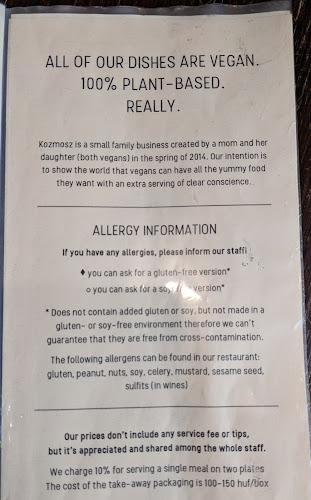 ALL OF OUR DISHES ARE VEGAN.
100% PLANT-BASED.
REALLY.
Kozmosz is a small family business created by a mom and her
daughter (both vegans) in the spring of 2014. Our intention is
to show the world that vegans can have all the yummy food
they want with an extra serving of clear conscience.
ALLERGY INFORMATION
If you have any allergies, please inform our staff!
♦ you can ask for a gluten-free version*
○ you can ask for a version*
* Does not contain added gluten or soy, but not made in a
gluten- or soy-free environment therefore we can't
guarantee that they are free from cross-contamination.
The following allergens can be found in our restaurant:
gluten, peanut, nuts, soy, celery, mustard, sesame seed,
sulfits (in wines)
Our prices don't include any service fee or tips,
but it's appreciated and shared among the whole staff.
We charge 10% for serving a single meal on two plates
The cost of the take-away packaging is 100-150 huf/box